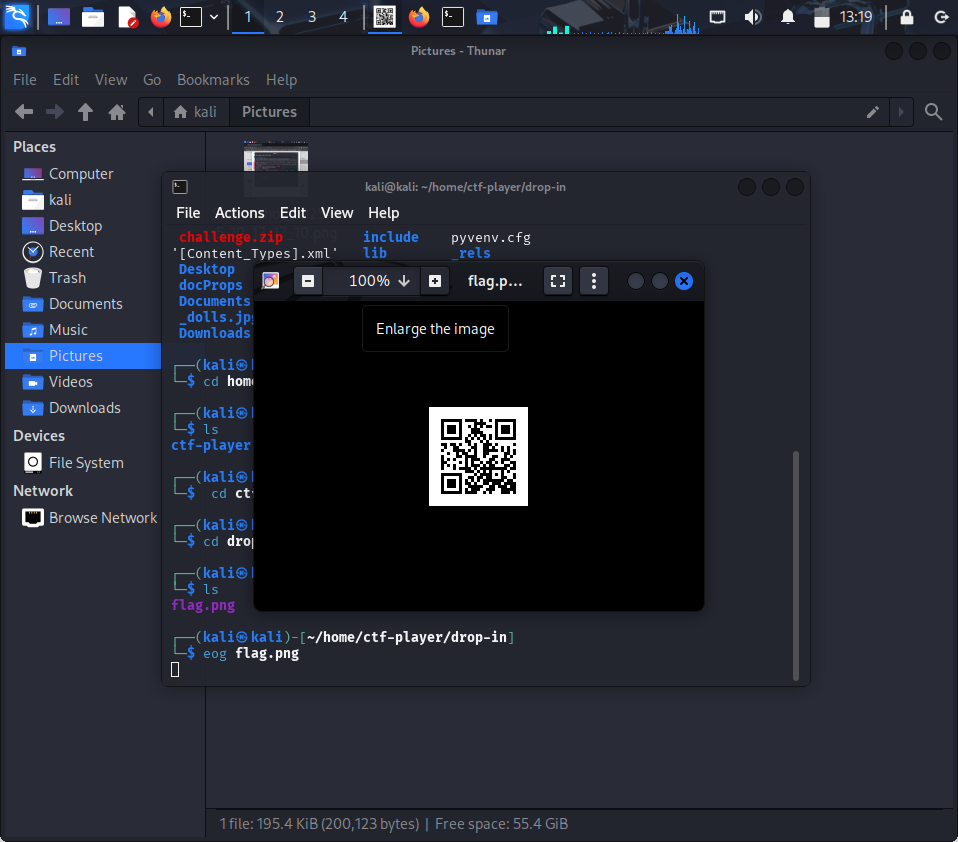 1 2 3 4 13:19
Pictures - Thunar
File Edit View Go Bookmarks Help
kali Pictures
Places
Computer
kali
Desktop
Recent
Trash
Documents
Music
Pictures
Videos
Downloads
Devices
File System
Network
Browse Network
kali@kali: ~/home/ctf-player/drop-in
File Actions Edit View Help
challenge.zip include pyvenv.cfg
'[Content_Types].xml' lib _rels
Desktop
docProps
Documents
_dolls.jpg
Downloads
┌──(kali㉿
└─$ cd home
┌──(kali㉿
└─$ ls
ctf-player
┌──(kali㉿
└─$ cd ct
┌──(kali㉿
└─$ cd drop
┌──(kali㉿
└─$ ls
flag.png
┌──(kali㉿kali)-[~/home/ctf-player/drop-in]
└─$ eog flag.png
100% flag.p...
Enlarge the image
1 file: 195.4 KiB (200,123 bytes) | Free space: 55.4 GiB